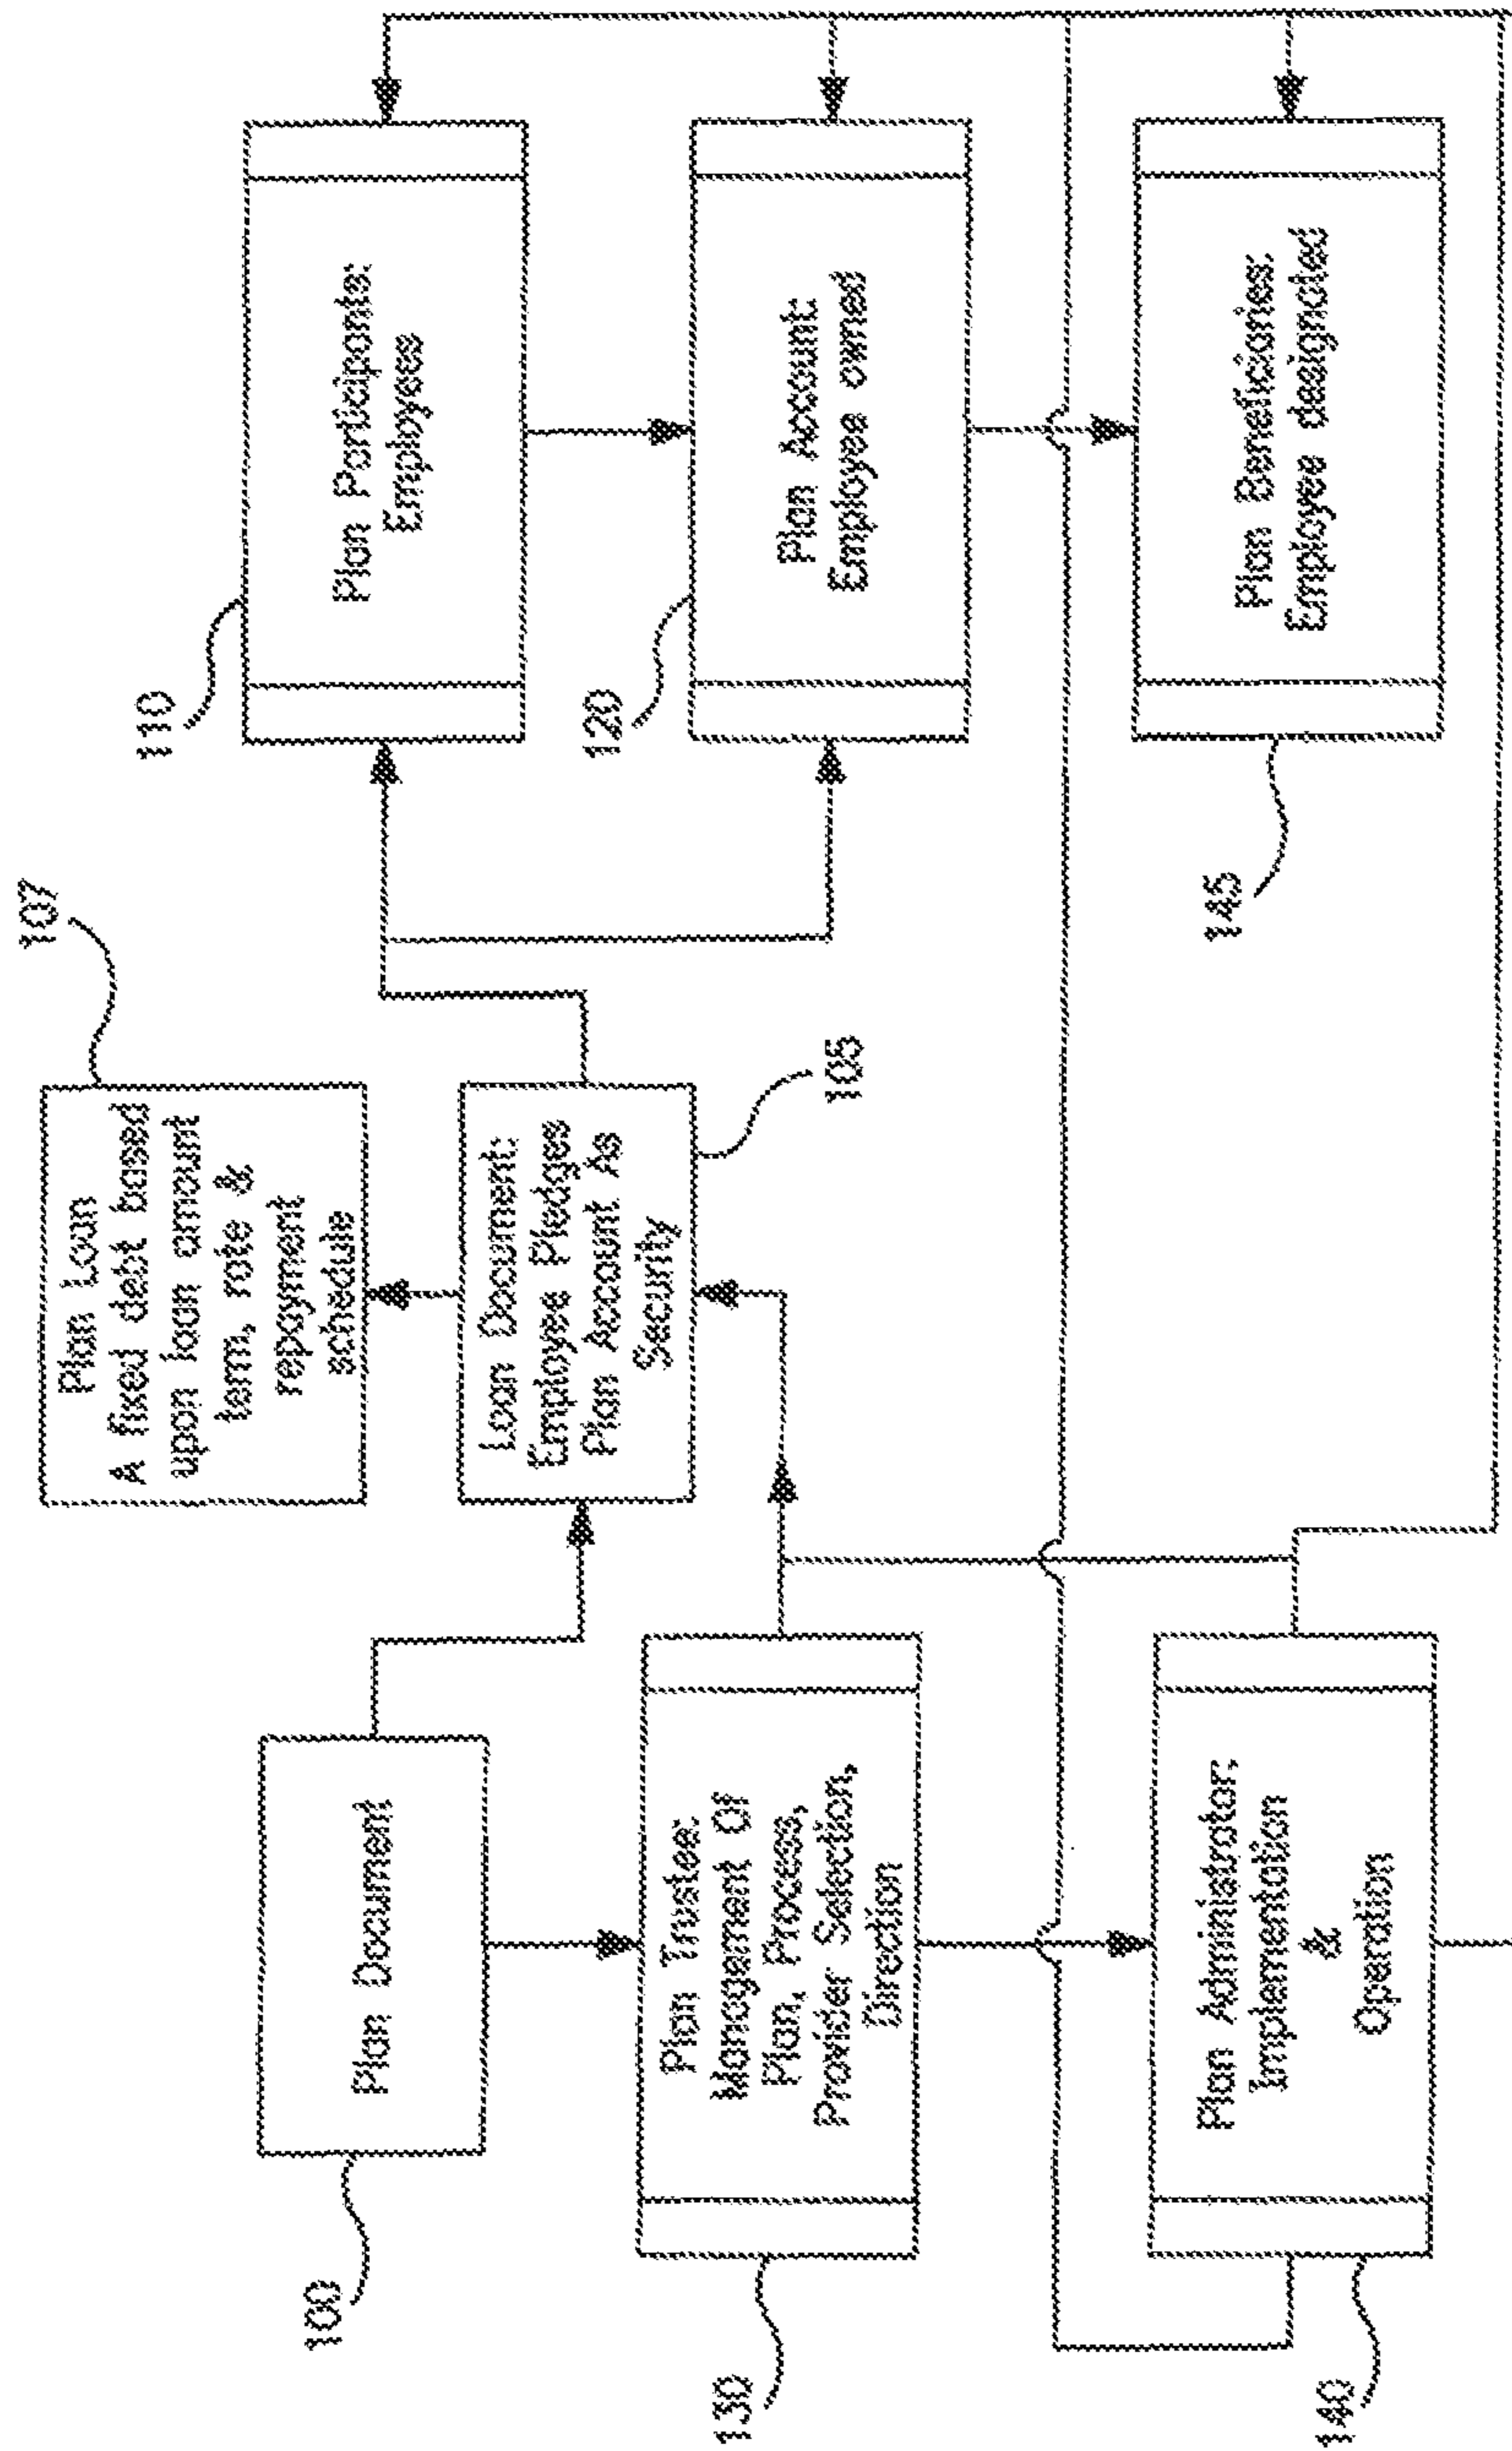 107
Plan Loan
A fixed debt based
upon loan amount
term, rate &
repayment
schedule
100
Plan Document
Loan Document:
Employee Pledges
Plan Account As
Security
105
110
Plan Participants:
Employees
130
Plan Trustee:
Management Of
Plan, Process,
Provider Selection,
Direction
120
Plan Account:
Employee owned
140
Plan Administrator:
Implementation
&
Operation
145
Plan Beneficiaries:
Employee designated